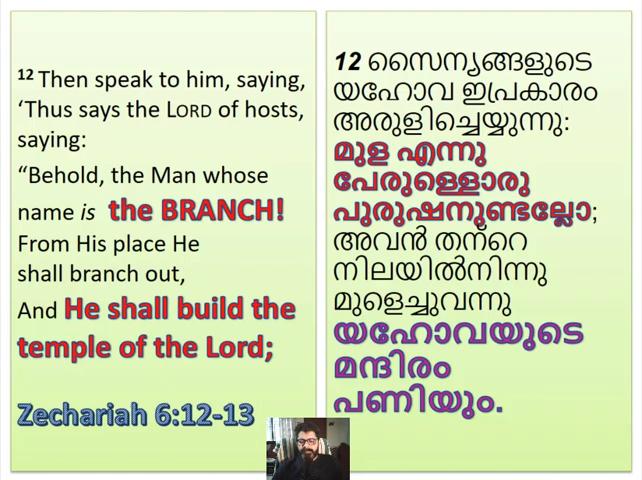 12 Then speak to him, saying,
‘Thus says the LORD of hosts,
saying:
“Behold, the Man whose
name is the BRANCH!
From His place He
shall branch out,
And He shall build the
temple of the Lord;
Zechariah 6:12-13
12 സൈന്യങ്ങളുടെ
യഹോവ ഇപ്രകാരം
അരുളിച്ചെയ്യുന്നു:
മുള എന്നു
പേരുള്ളൊരു
പുരുഷനുണ്ടല്ലോ;
അവൻ തന്റെ
നിലയിൽനിന്നു
മുളെച്ചുവന്നു
യഹോവയുടെ
മന്ദിരം
പണിയും.